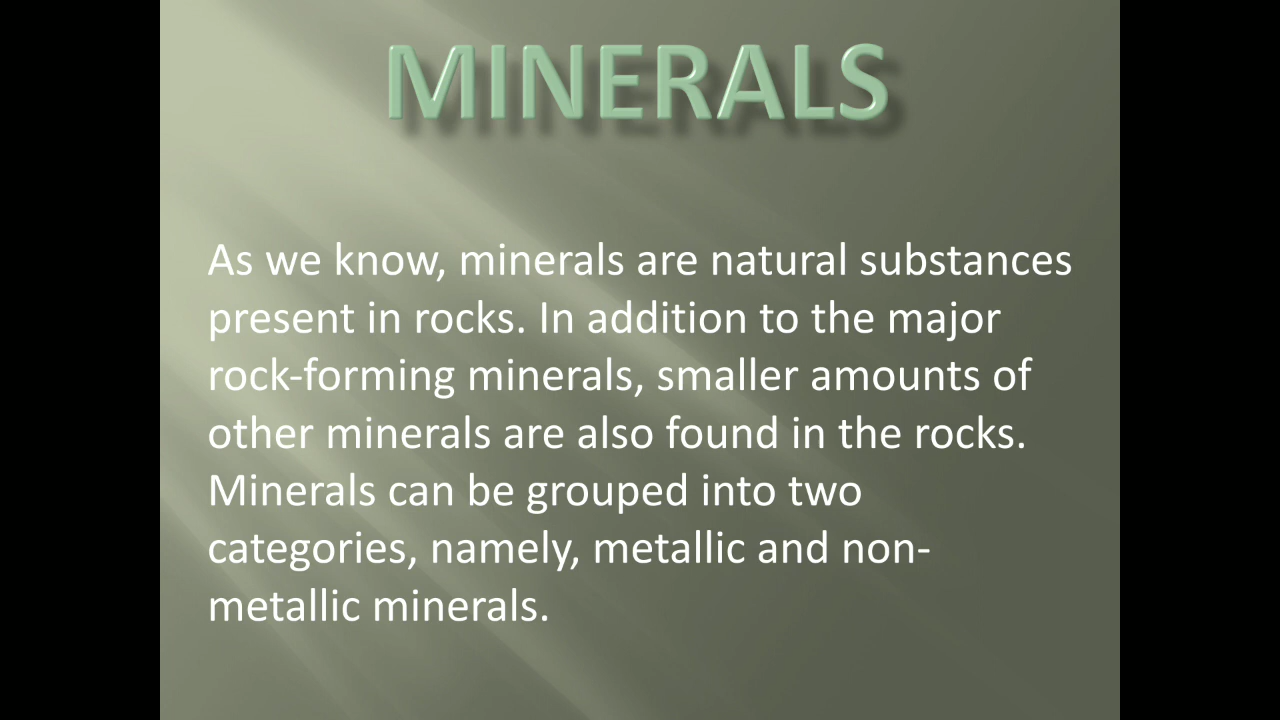 MINERALS
As we know, minerals are natural substances
present in rocks. In addition to the major
rock-forming minerals, smaller amounts of
other minerals are also found in the rocks.
Minerals can be grouped into two
categories, namely, metallic and non-
metallic minerals.